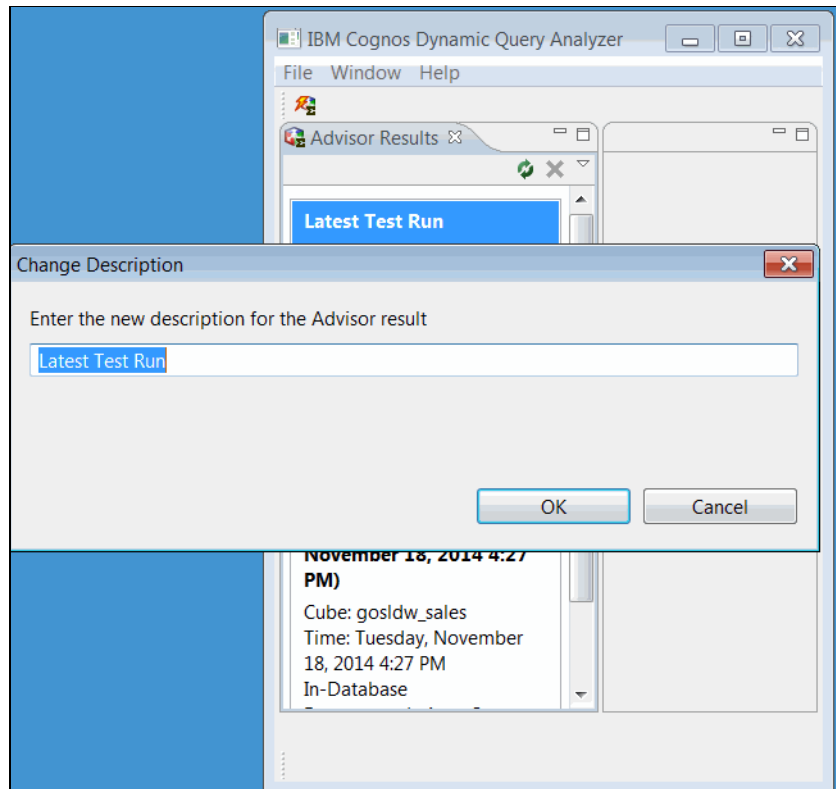 IBM Cognos Dynamic Query Analyzer
File Window Help
Advisor Results
Latest Test Run
Change Description
Enter the new description for the Advisor result
Latest Test Run
OK Cancel
November 18, 2014 4:27
PM)
Cube: gosldw_sales
Time: Tuesday, November
18, 2014 4:27 PM
In-Database